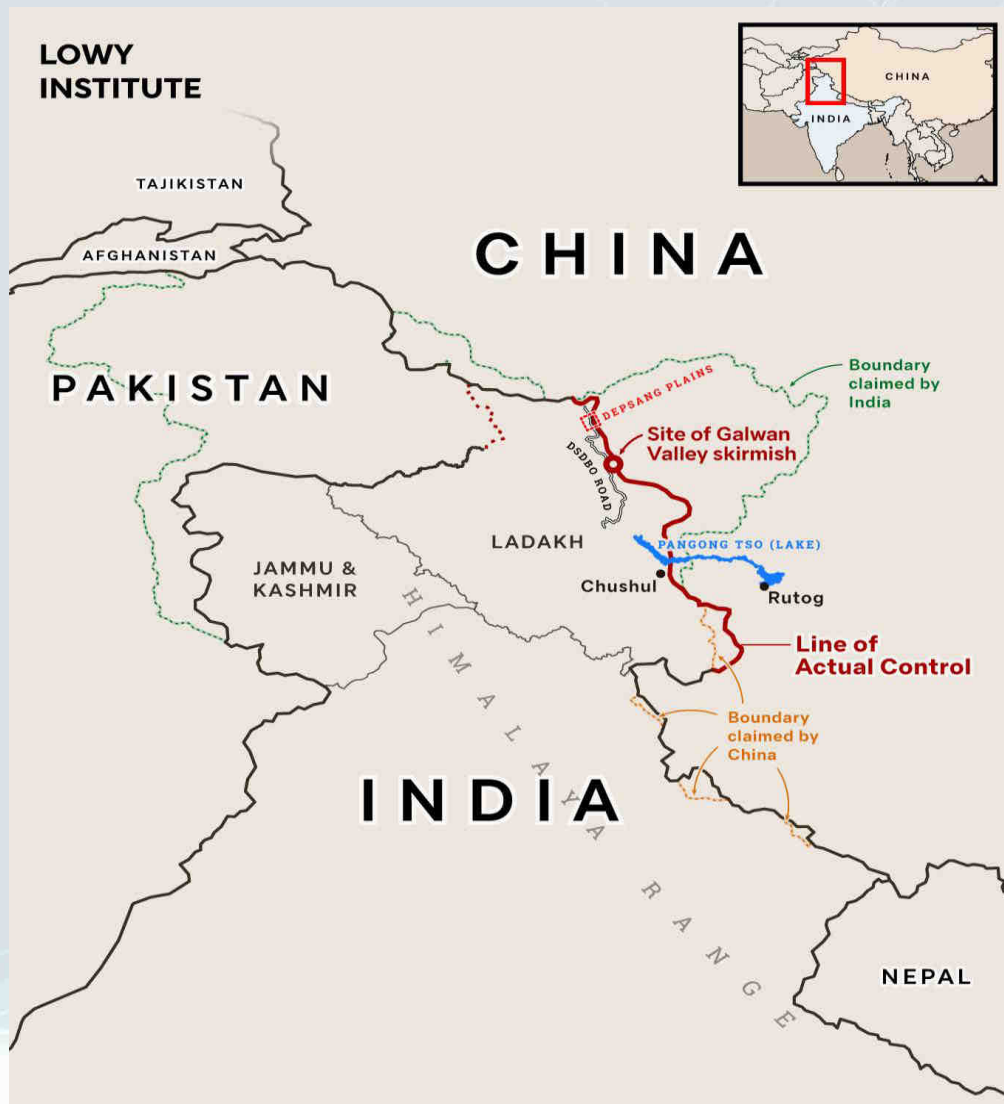 LOWY
INSTITUTE
CHINA
INDIA
TAJIKISTAN
AFGHANISTAN
CHINA
PAKISTAN
Boundary
claimed by
India
DEPSANG PLAINS
Site of Galwan
Valley skirmish
DSDBO ROAD
LADAKH
PANGONG TSO (LAKE)
JAMMU &
KASHMIR
Chushul
Rutog
HIMALAYA RANGE
Line of
Actual Control
Boundary
claimed by
China
INDIA
NEPAL